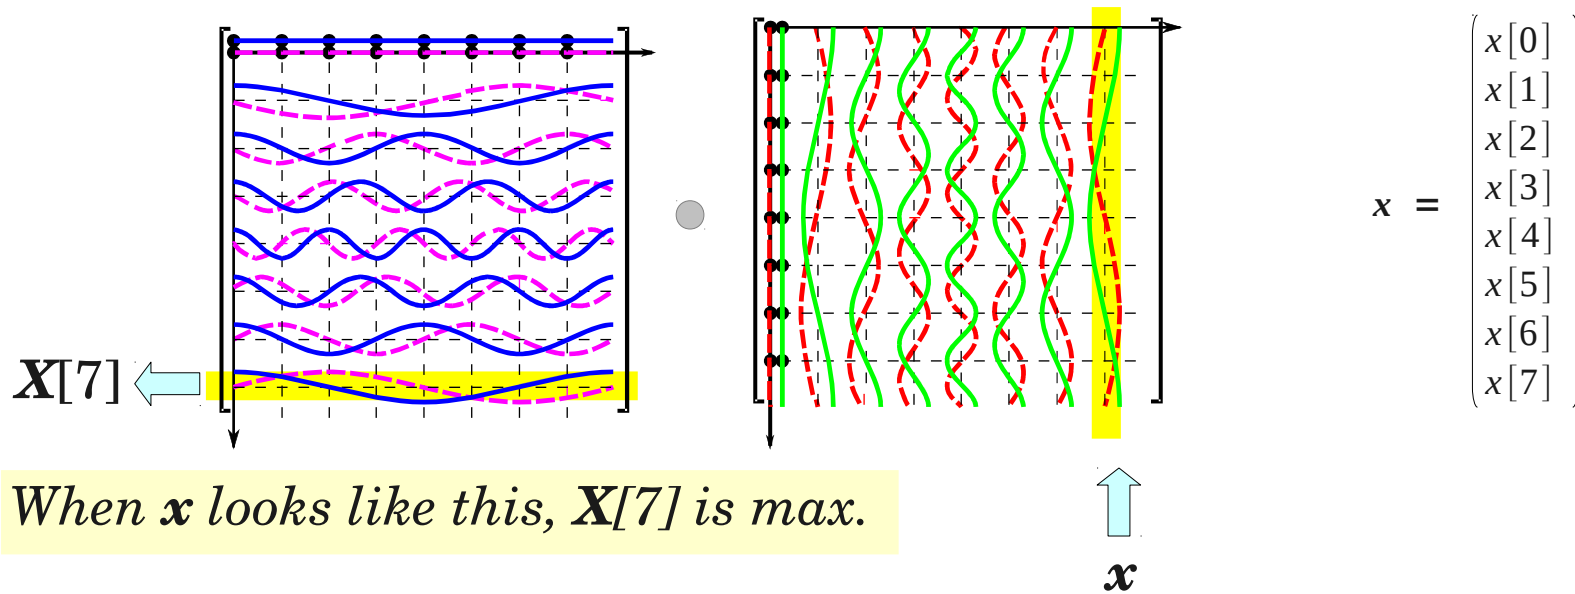 x[0]
x[1]
x[2]
x[3]
x =
x[4]
x[5]
x[6]
x[7]
X[7]
When x looks like this, X[7] is max.
x